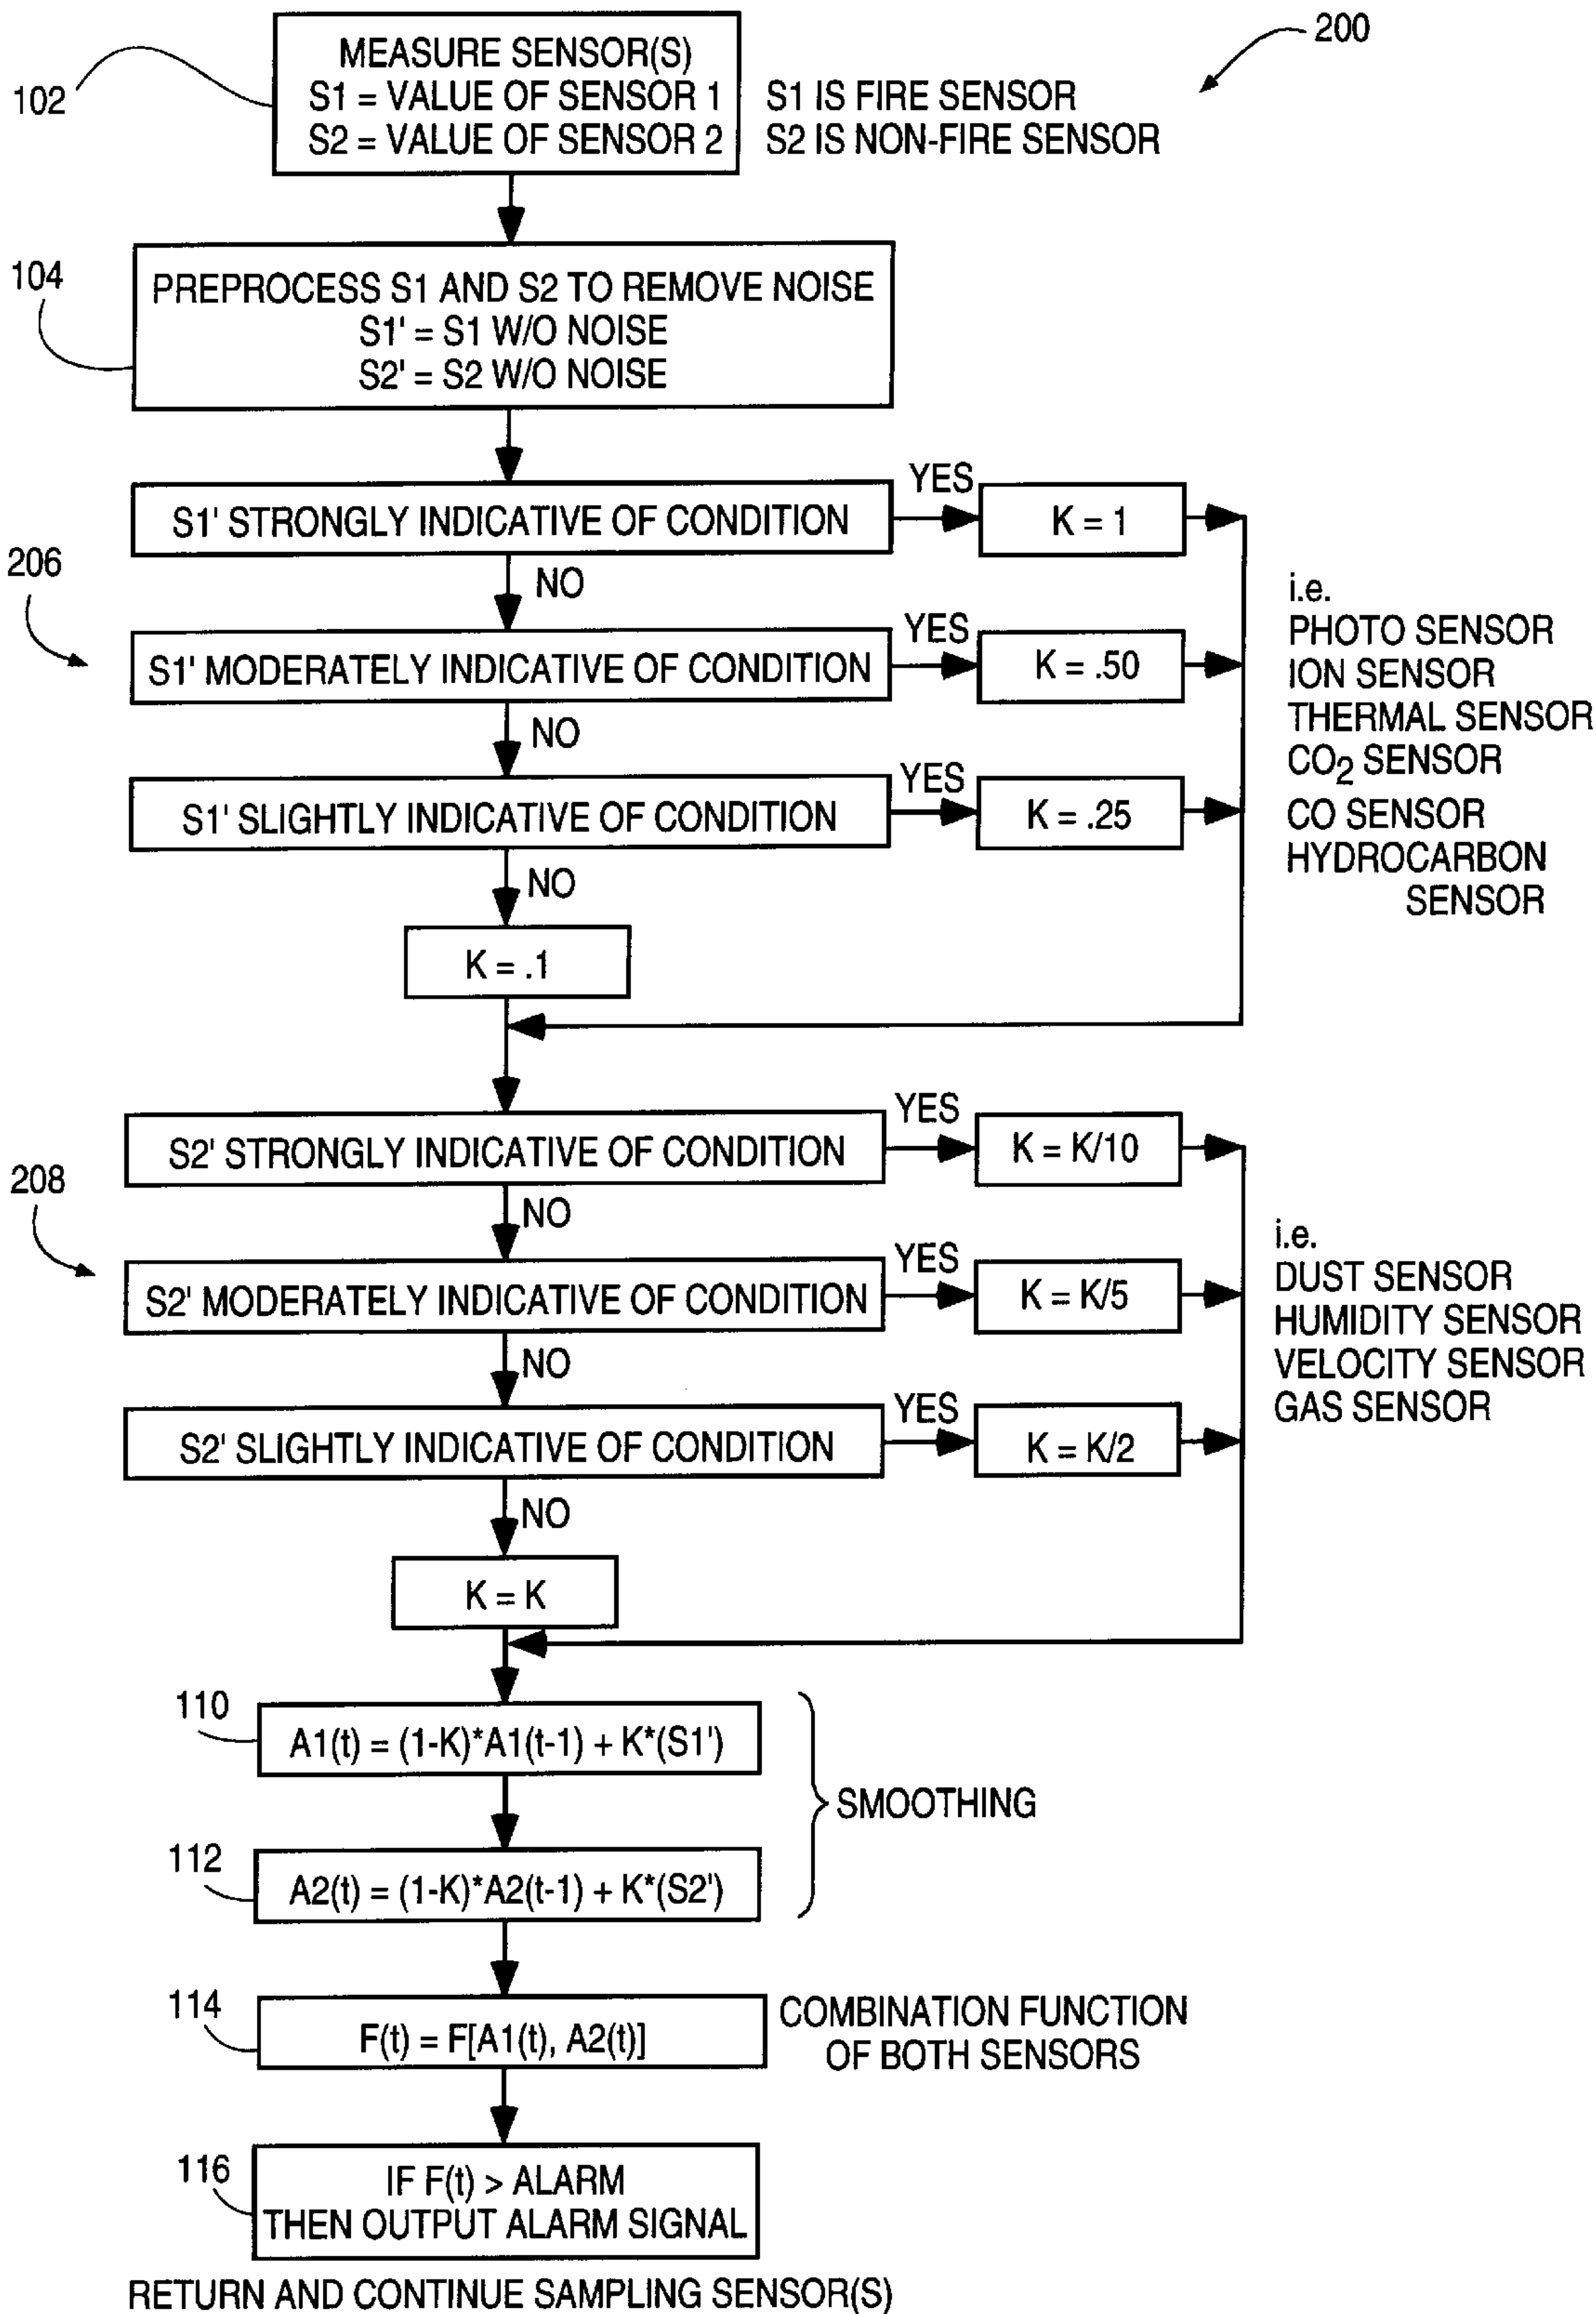 200
MEASURE SENSOR(S)
102
S1 = VALUE OF SENSOR 1
S1 IS FIRE SENSOR
S2 = VALUE OF SENSOR 2
S2 IS NON-FIRE SENSOR
104
PREPROCESS S1 AND S2 TO REMOVE NOISE
S1' = S1 W/O NOISE
S2' = S2 W/O NOISE
206
S1' STRONGLY INDICATIVE OF CONDITION
YES
K = 1
NO
S1' MODERATELY INDICATIVE OF CONDITION
YES
K = .50
NO
S1' SLIGHTLY INDICATIVE OF CONDITION
YES
K = .25
NO
K = .1
i.e.
PHOTO SENSOR
ION SENSOR
THERMAL SENSOR
CO2 SENSOR
CO SENSOR
HYDROCARBON
SENSOR
208
S2' STRONGLY INDICATIVE OF CONDITION
YES
K = K/10
NO
S2' MODERATELY INDICATIVE OF CONDITION
YES
K = K/5
NO
S2' SLIGHTLY INDICATIVE OF CONDITION
YES
K = K/2
NO
K = K
i.e.
DUST SENSOR
HUMIDITY SENSOR
VELOCITY SENSOR
GAS SENSOR
110
A1(t) = (1-K)*A1(t-1) + K*(S1')
SMOOTHING
112
A2(t) = (1-K)*A2(t-1) + K*(S2')
114
F(t) = F[A1(t), A2(t)]
COMBINATION FUNCTION
OF BOTH SENSORS
116
IF F(t) > ALARM
THEN OUTPUT ALARM SIGNAL
RETURN AND CONTINUE SAMPLING SENSOR(S)